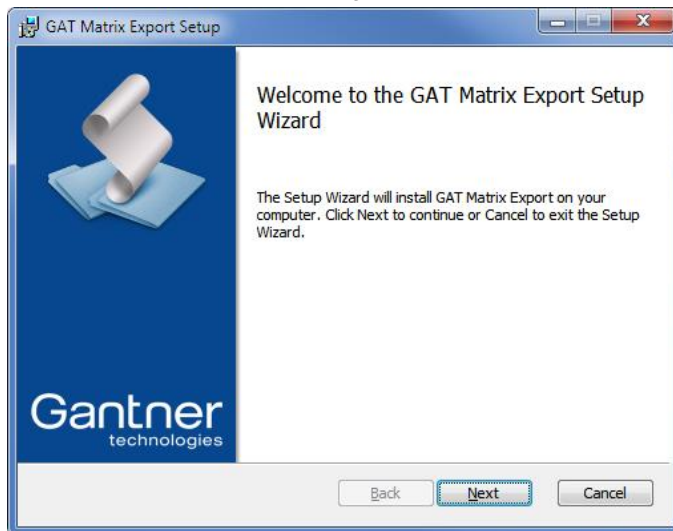 GAT Matrix Export Setup
Welcome to the GAT Matrix Export Setup
Wizard
The Setup Wizard will install GAT Matrix Export on your
computer. Click Next to continue or Cancel to exit the Setup
Wizard.
Gantner
technologies
Back Next Cancel